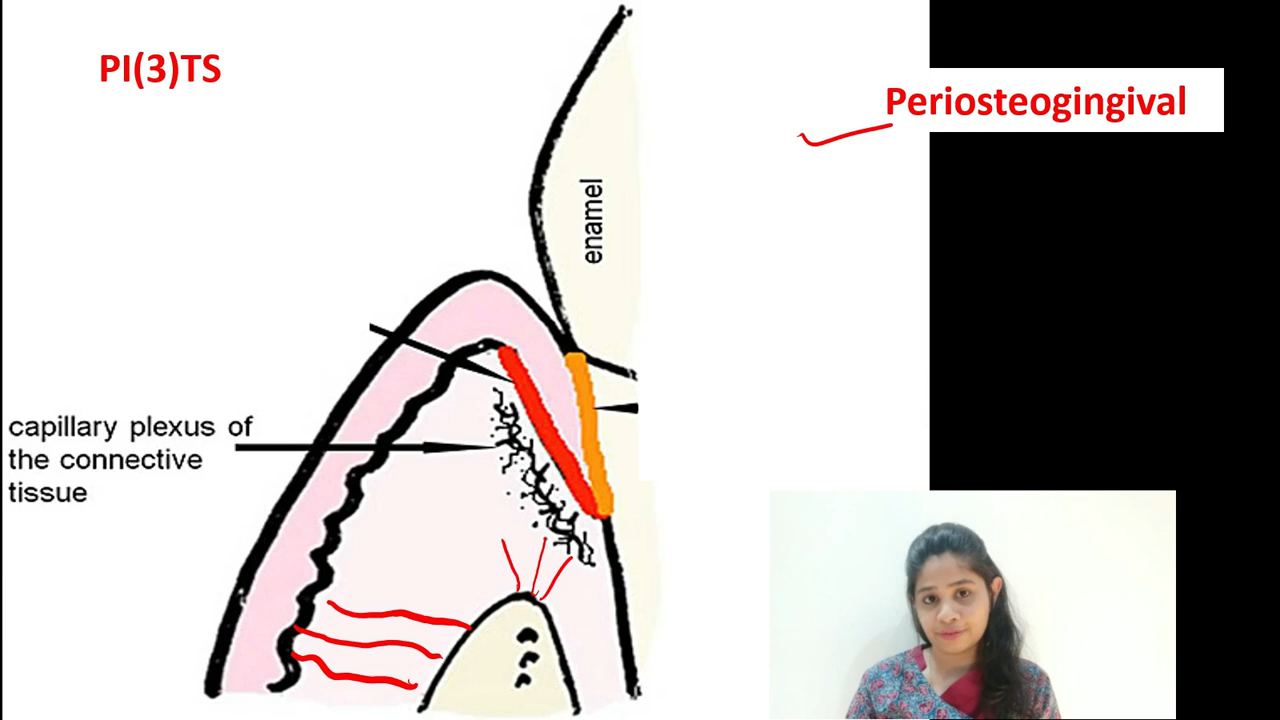 PI(3)TS
Periosteogingival
enamel
capillary plexus of
the connective
tissue